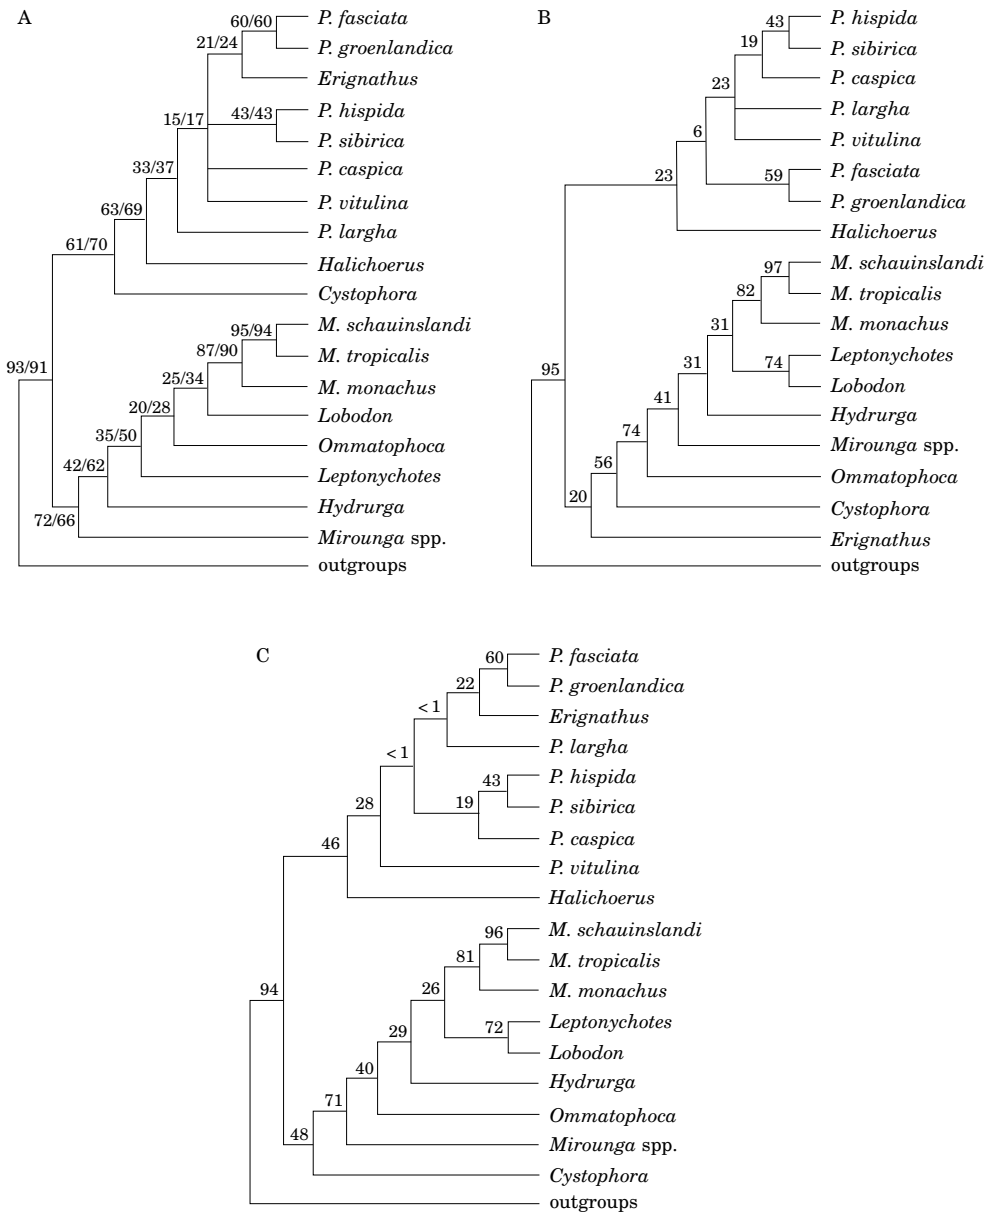 A
60/60
P. fasciata
21/24
P. groenlandica
Erignathus
15/17
43/43
P. hispida
P. sibirica
33/37
P. caspica
63/69
P. vitulina
61/70
P. largha
Halichoerus
Cystophora
93/91
95/94
M. schauinslandi
87/90
M. tropicalis
25/34
M. monachus
20/28
Lobodon
35/50
Ommatophoca
42/62
Leptonychotes
72/66
Hydrurga
Mirounga spp.
outgroups
B
43
P. hispida
19
P. sibirica
23
P. caspica
6
P. largha
P. vitulina
23
59
P. fasciata
P. groenlandica
Halichoerus
95
97
M. schauinslandi
82
M. tropicalis
31
M. monachus
31
74
Leptonychotes
41
Lobodon
74
Hydrurga
56
Mirounga spp.
20
Ommatophoca
Cystophora
Erignathus
outgroups
C
60
P. fasciata
22
P. groenlandica
< 1
Erignathus
< 1
P. largha
28
43
P. hispida
19
P. sibirica
46
P. caspica
P. vitulina
Halichoerus
94
96
M. schauinslandi
81
M. tropicalis
26
M. monachus
29
72
Leptonychotes
40
Lobodon
71
Hydrurga
48
Ommatophoca
Mirounga spp.
Cystophora
outgroups